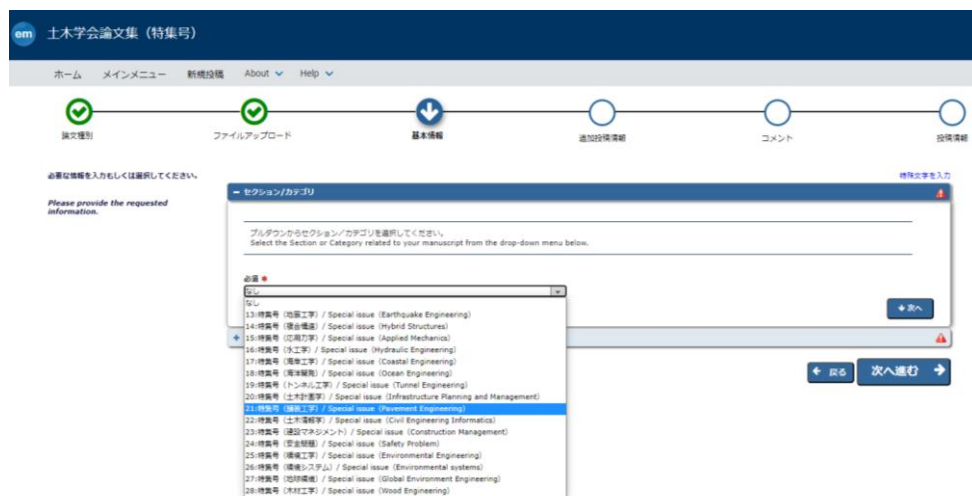 em 土木学会論文集（特集号）
ホーム メインメニュー 新規投稿 About Help
論文種別 ファイルアップロード 基本情報 追加投稿情報 コメント 投稿情報
必要な情報を入力もしくは選択してください。
Please provide the requested
information.
特殊文字を入力
セクション/カテゴリ
プルダウンからセクション／カテゴリを選択してください。
Select the Section or Category related to your manuscript from the drop-down menu below.
必須 *
なし
なし
13:特集号（地震工学）/ Special issue（Earthquake Engineering）
14:特集号（複合構造）/ Special issue（Hybrid Structures）
15:特集号（応用力学）/ Special issue（Applied Mechanics）
16:特集号（水工学）/ Special issue（Hydraulic Engineering）
17:特集号（海岸工学）/ Special issue（Coastal Engineering）
18:特集号（海洋開発）/ Special issue（Ocean Engineering）
19:特集号（トンネル工学）/ Special issue（Tunnel Engineering）
20:特集号（土木計画学）/ Special issue（Infrastructure Planning and Management）
21:特集号（舗装工学）/ Special issue（Pavement Engineering）
22:特集号（土木情報学）/ Special issue（Civil Engineering Informatics）
23:特集号（建設マネジメント）/ Special issue（Construction Management）
24:特集号（安全問題）/ Special issue（Safety Problem）
25:特集号（環境工学）/ Special issue（Environmental Engineering）
26:特集号（環境システム）/ Special issue（Environmental systems）
27:特集号（地球環境）/ Special issue（Global Environment Engineering）
28:特集号（木材工学）/ Special issue（Wood Engineering）
次へ
戻る 次へ進む